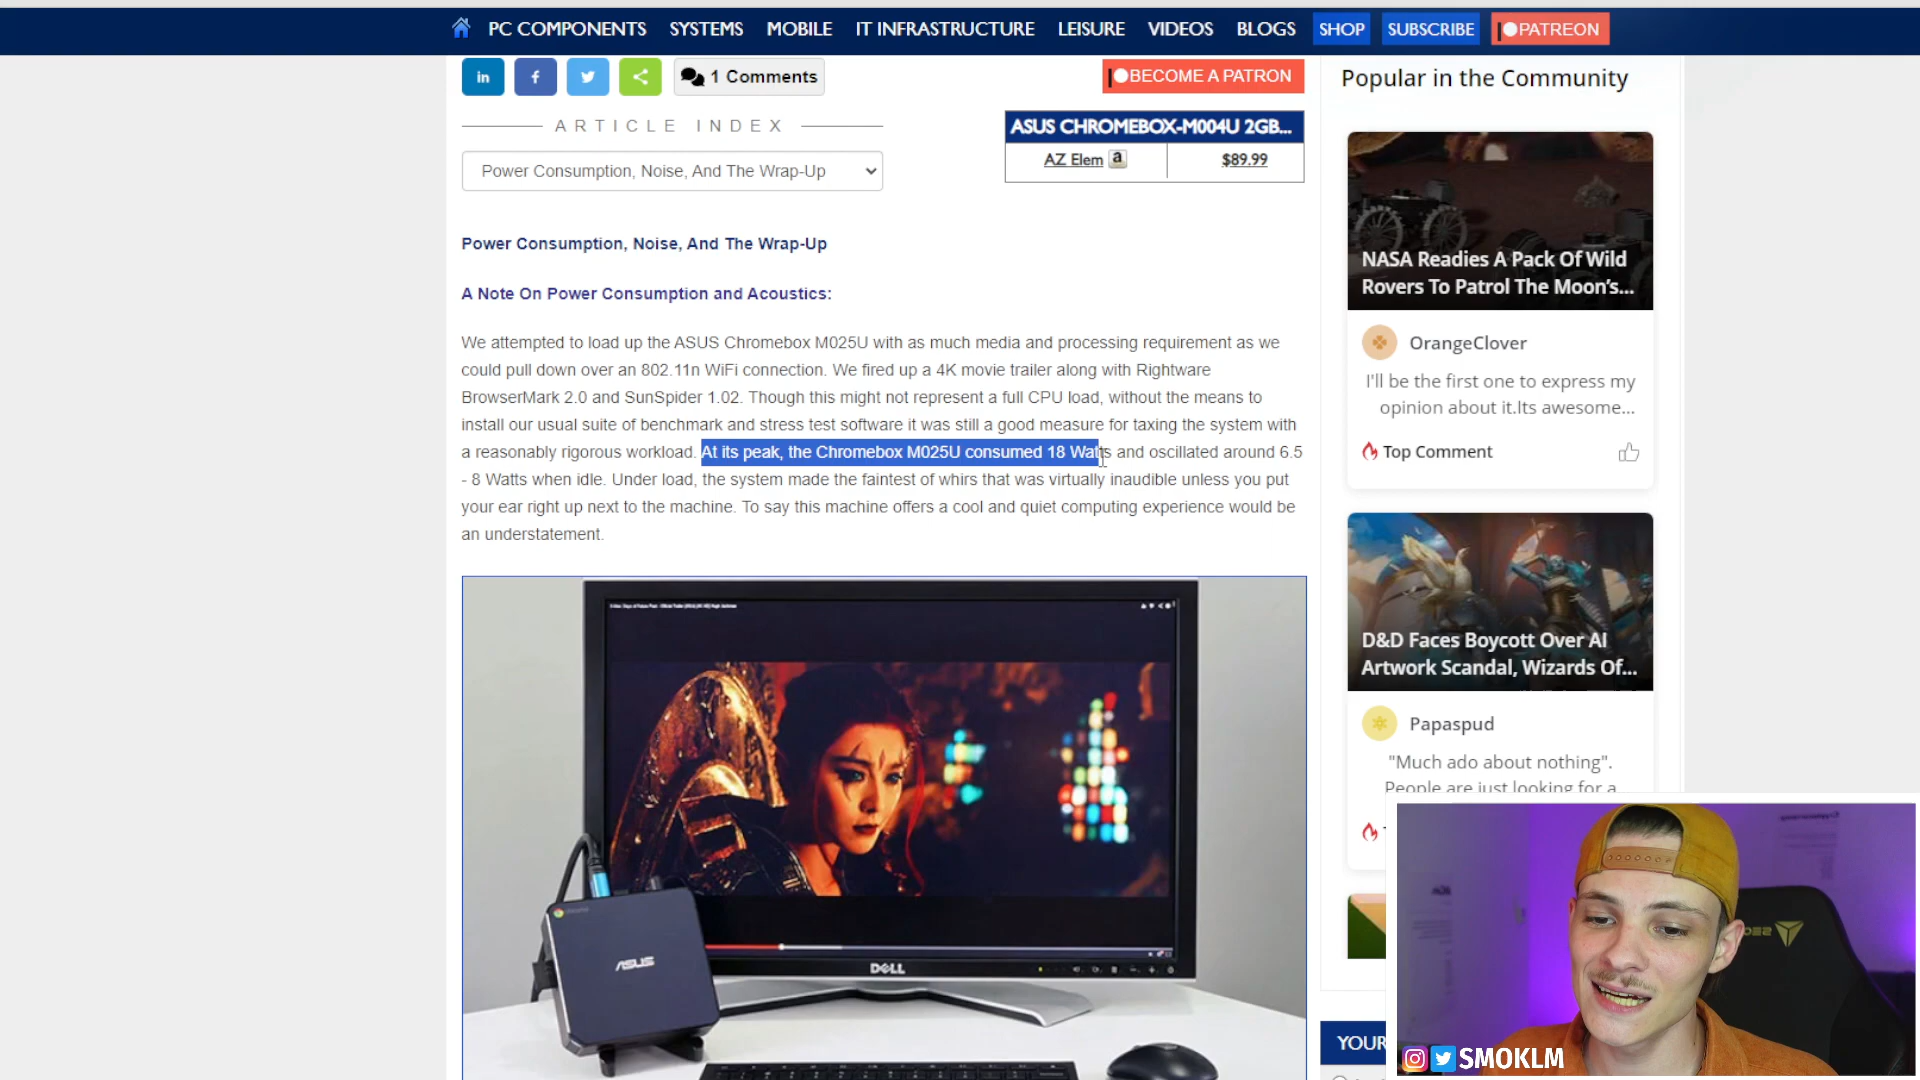 PC COMPONENTS SYSTEMS MOBILE IT INFRASTRUCTURE LEISURE VIDEOS BLOGS SHOP SUBSCRIBE PATREON
1 Comments
BECOME A PATRON
ARTICLE INDEX
Power Consumption, Noise, And The Wrap-Up
ASUS CHROMEBOX-M004U 2GB...
AZ Elem $89.99
Power Consumption, Noise, And The Wrap-Up
A Note On Power Consumption and Acoustics:
We attempted to load up the ASUS Chromebox M025U with as much media and processing requirement as we
could pull down over an 802.11n WiFi connection. We fired up a 4K movie trailer along with Rightware
BrowserMark 2.0 and SunSpider 1.02. Though this might not represent a full CPU load, without the means to
install our usual suite of benchmark and stress test software it was still a good measure for taxing the system with
a reasonably rigorous workload. At its peak, the Chromebox M025U consumed 18 Watts and oscillated around 6.5
- 8 Watts when idle. Under load, the system made the faintest of whirs that was virtually inaudible unless you put
your ear right up next to the machine. To say this machine offers a cool and quiet computing experience would be
an understatement.
chrome
ASUS
DELL
Popular in the Community
NASA Readies A Pack Of Wild
Rovers To Patrol The Moon's...
OrangeClover
I'll be the first one to express my
opinion about it.Its awesome...
Top Comment
D&D Faces Boycott Over AI
Artwork Scandal, Wizards Of...
Papaspud
"Much ado about nothing".
People are just looking for a
YOUR
SMOKLM